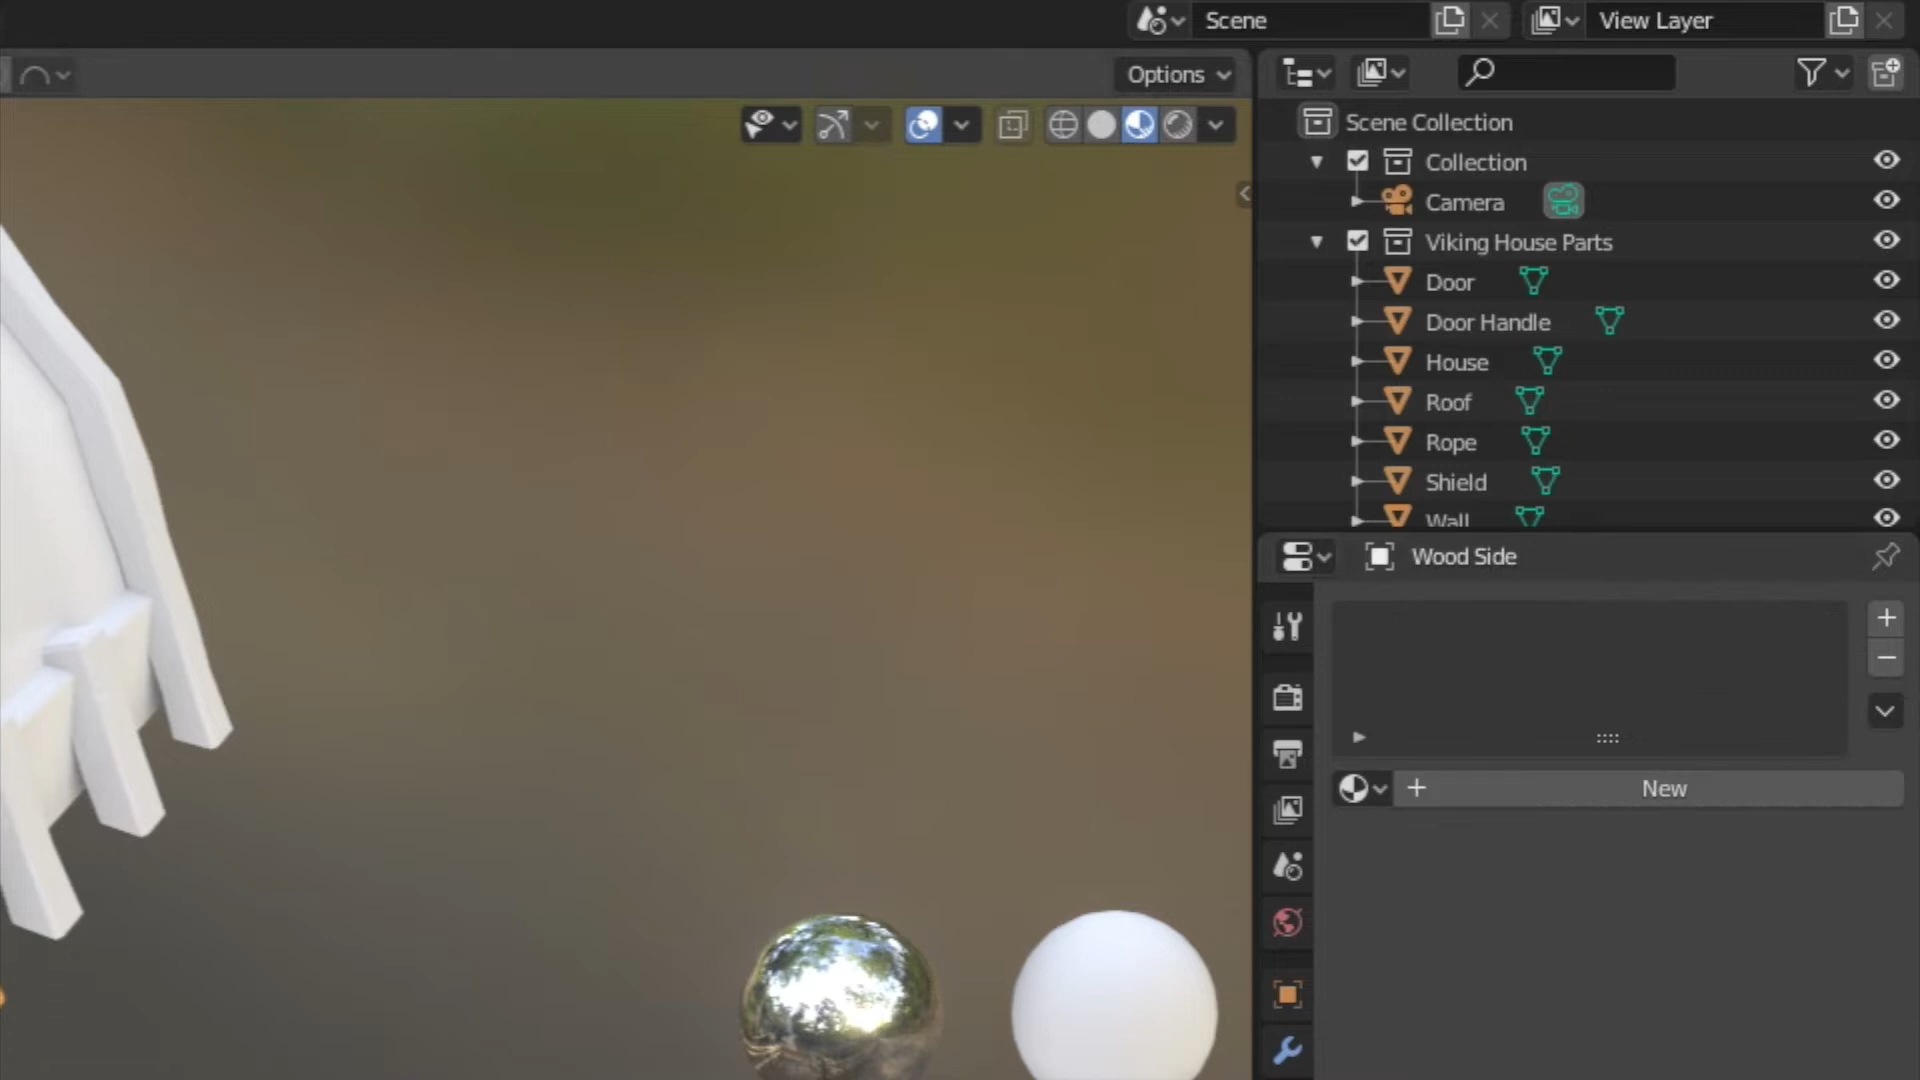 Scene
View Layer
Options
Scene Collection
Collection
Camera
Viking House Parts
Door
Door Handle
House
Roof
Rope
Shield
Wall
Wood Side
New